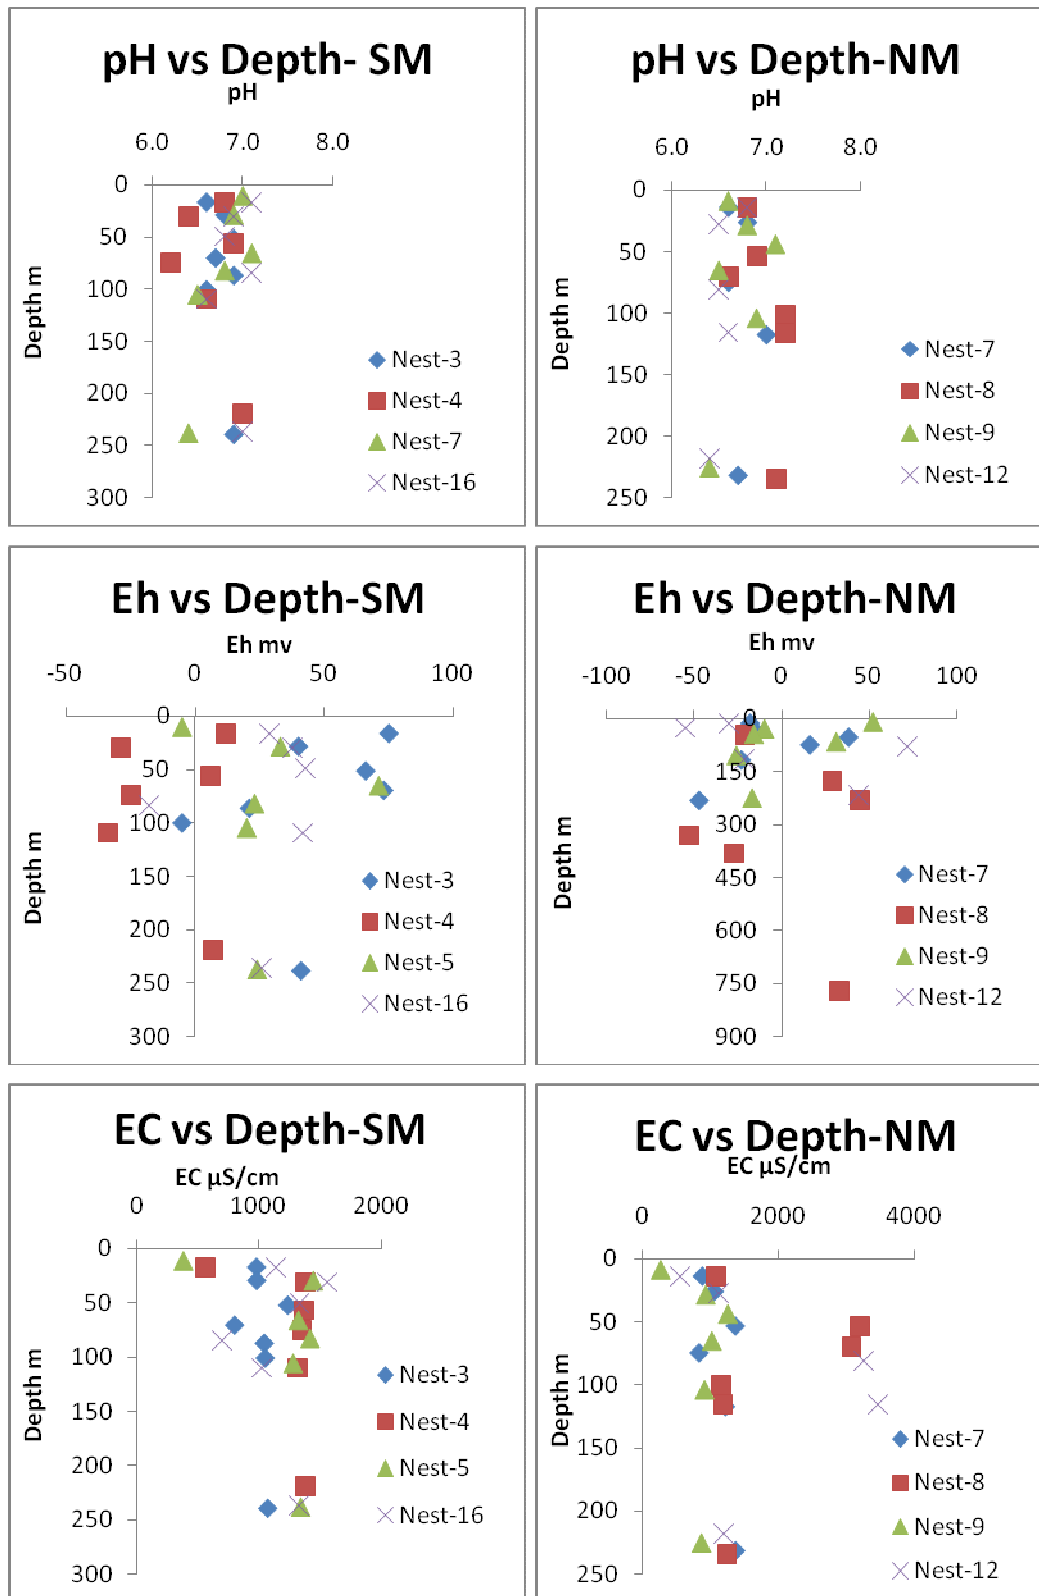 pH vs Depth- SM
pH
6.0 7.0 8.0
0
50
100
150
200
250
300
Depth m
Nest-3
Nest-4
Nest-7
Nest-16
pH vs Depth-NM
pH
6.0 7.0 8.0
0
50
100
150
200
250
Depth m
Nest-7
Nest-8
Nest-9
Nest-12
Eh vs Depth-SM
Eh mv
-50 0 50 100
0
50
100
150
200
250
300
Depth m
Nest-3
Nest-4
Nest-5
Nest-16
Eh vs Depth-NM
Eh mv
-100 -50 0 50 100
0
150
300
450
600
750
900
Depth m
Nest-7
Nest-8
Nest-9
Nest-12
EC vs Depth-SM
EC µS/cm
0 1000 2000
0
50
100
150
200
250
300
Depth m
Nest-3
Nest-4
Nest-5
Nest-16
EC vs Depth-NM
EC µS/cm
0 2000 4000
0
50
100
150
200
250
Depth m
Nest-7
Nest-8
Nest-9
Nest-12